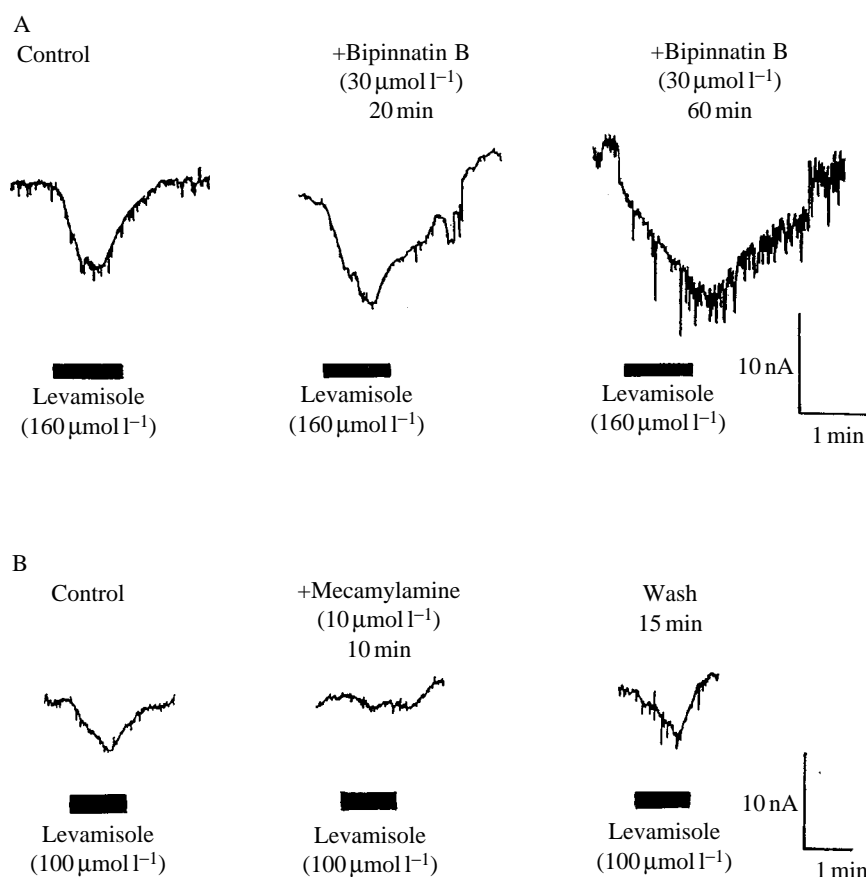 A
Control
+Bipinnatin B
(30 μmol l⁻¹)
20 min
+Bipinnatin B
(30 μmol l⁻¹)
60 min
Levamisole
(160 μmol l⁻¹)
Levamisole
(160 μmol l⁻¹)
Levamisole
(160 μmol l⁻¹)
10 nA
1 min
B
Control
+Mecamylamine
(10 μmol l⁻¹)
10 min
Wash
15 min
Levamisole
(100 μmol l⁻¹)
Levamisole
(100 μmol l⁻¹)
Levamisole
(100 μmol l⁻¹)
10 nA
1 min